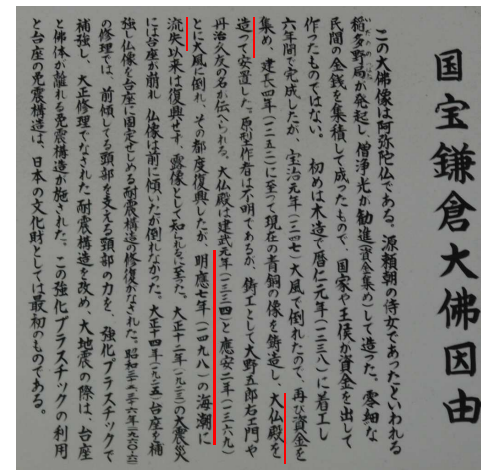 国宝鎌倉大佛因由
この大佛像は阿弥陀仏である。源頼朝の侍女であったといわれる
稲多野局が発起し、僧浄光が勧進(資金集め)して造った。零細な
民間の金銭を集積して成ったもので、国家や王侯が資金を出して
作ったものではない。 初めは木造で暦仁元年(一二三八)に着工し
六年間で完成したが、宝治元年(一二四七)大風で倒れたので、再び資金を
集め、建長四年(一二五二)に至って現在の青銅の像を鋳造し、大仏殿を
造って安置した。原型作者は不明であるが、鋳工として大野五郎右エ門や
丹治久友の名が伝へられる。大仏殿は建武元年(一三三四)と應安二年(一三六九)
とに大風に倒れ、その都度復興したが、明應七年(一四九八)の海潮に
流失以来は復興せず、露像として知られるに至った。大正十二年(一九二三)の大震災
には台座が崩れ、仏像は前に傾いたが倒れなかった。大正十四年(一九二五)台座を補
強し仏像を台座に固定せしめる耐震構造の修復がなされた。昭和三十五・三十六年(一九六〇-六一)
の修理では、前傾してる頸部を支える頸部の力を、強化プラスチックで
補強し、大正修理でなされた耐震構造を改め、大地震の際は、台座
と佛体が離れる免震構造が施された。この強化プラスチックの利用
と台座の免震構造は、日本の文化財としては最初のものである。